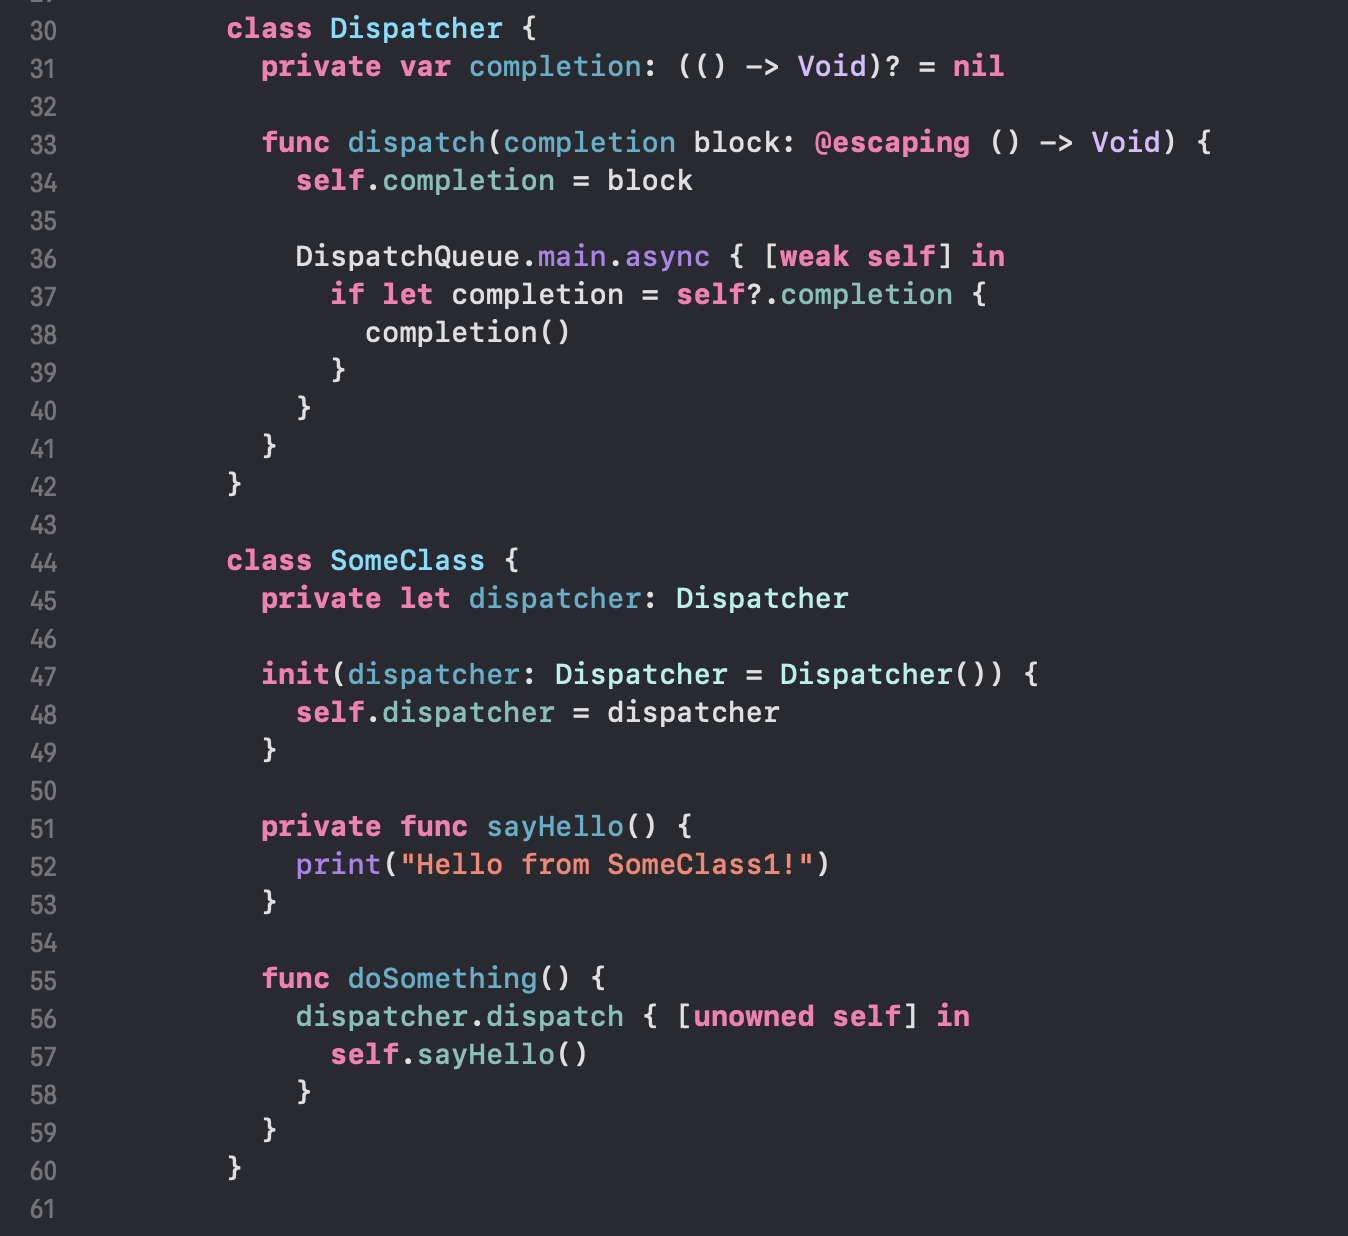 30 class Dispatcher {
31 private var completion: (() -> Void)? = nil
32
33 func dispatch(completion block: @escaping () -> Void) {
34 self.completion = block
35
36 DispatchQueue.main.async { [weak self] in
37 if let completion = self?.completion {
38 completion()
39 }
40 }
41 }
42 }
43
44 class SomeClass {
45 private let dispatcher: Dispatcher
46
47 init(dispatcher: Dispatcher = Dispatcher()) {
48 self.dispatcher = dispatcher
49 }
50
51 private func sayHello() {
52 print("Hello from SomeClass1!")
53 }
54
55 func doSomething() {
56 dispatcher.dispatch { [unowned self] in
57 self.sayHello()
58 }
59 }
60 }
61